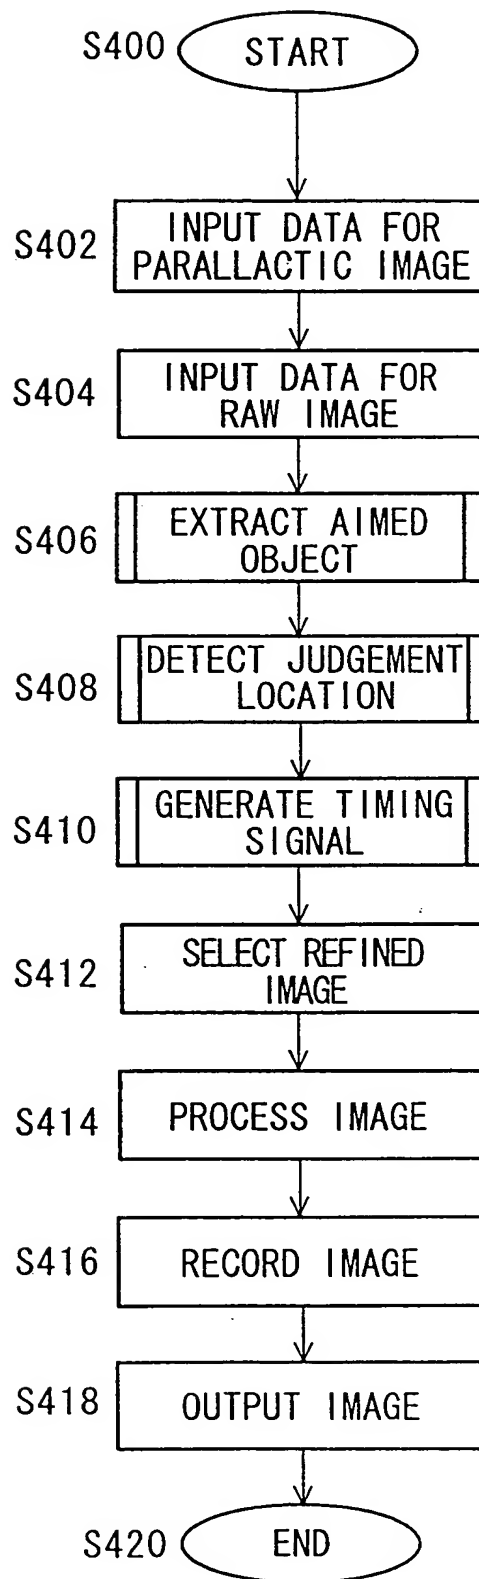 S400 START
S402 INPUT DATA FOR
PARALLACTIC IMAGE
S404 INPUT DATA FOR
RAW IMAGE
S406 EXTRACT AIMED
OBJECT
S408 DETECT JUDGEMENT
LOCATION
S410 GENERATE TIMING
SIGNAL
S412 SELECT REFINED
IMAGE
S414 PROCESS IMAGE
S416 RECORD IMAGE
S418 OUTPUT IMAGE
S420 END